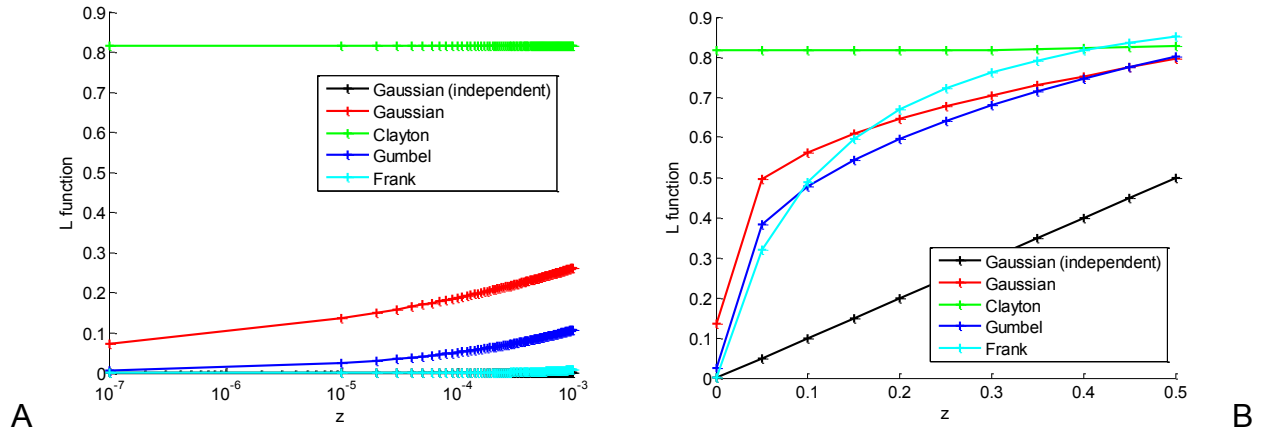 0.9
0.8
0.7
0.6
0.5
0.4
0.3
0.2
0.1
0
L function
Gaussian (independent)
Gaussian
Clayton
Gumbel
Frank
10^-7
10^-6
10^-5
10^-4
10^-3
z
A
0.9
0.8
0.7
0.6
0.5
0.4
0.3
0.2
0.1
0
L function
Gaussian (independent)
Gaussian
Clayton
Gumbel
Frank
0
0.1
0.2
0.3
0.4
0.5
z
B